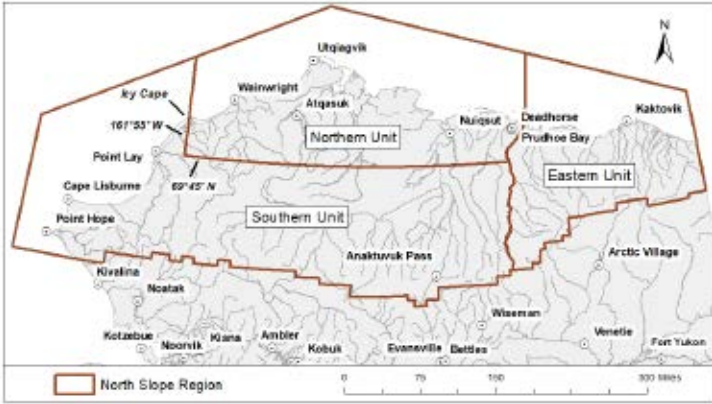 N
Utqiagvik
Wainwright
Icy Cape
Atqasuk
Kaktovik
161°55' W
Nuiqsut
Deadhorse
Northern Unit
Prudhoe Bay
Point Lay
Eastern Unit
69°45' N
Cape Lisburne
Southern Unit
Point Hope
Anaktuvuk Pass
Arctic Village
Kivalina
Noatak
Wiseman
Kotzebue
Kiana
Ambler
Venetie
Noorvik
Kobuk
Evansville
Bettles
Fort Yukon
North Slope Region
0 75 150 300 Miles